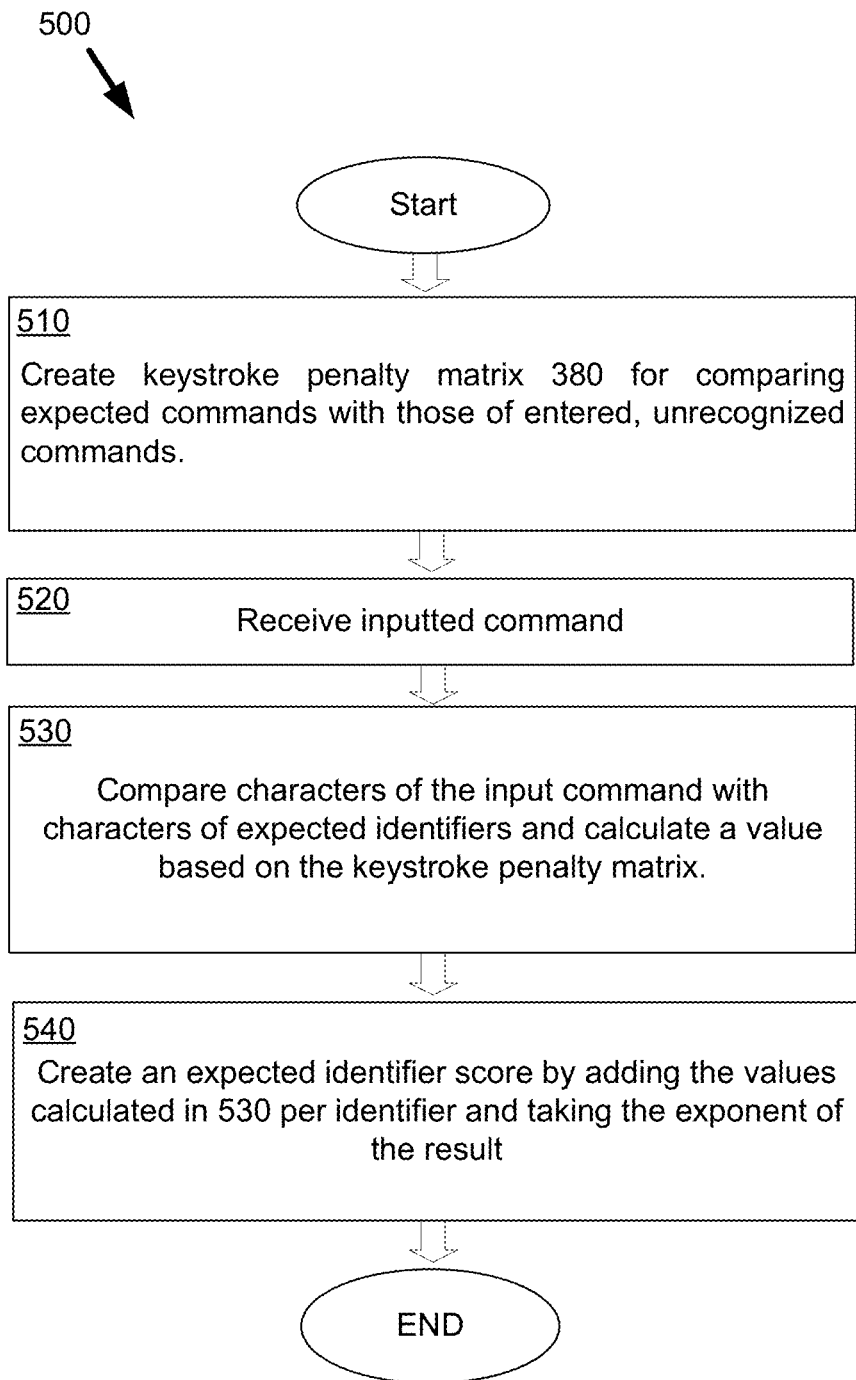 500
Start
510
Create keystroke penalty matrix 380 for comparing
expected commands with those of entered, unrecognized
commands.
520
Receive inputted command
530
Compare characters of the input command with
characters of expected identifiers and calculate a value
based on the keystroke penalty matrix.
540
Create an expected identifier score by adding the values
calculated in 530 per identifier and taking the exponent of
the result
END